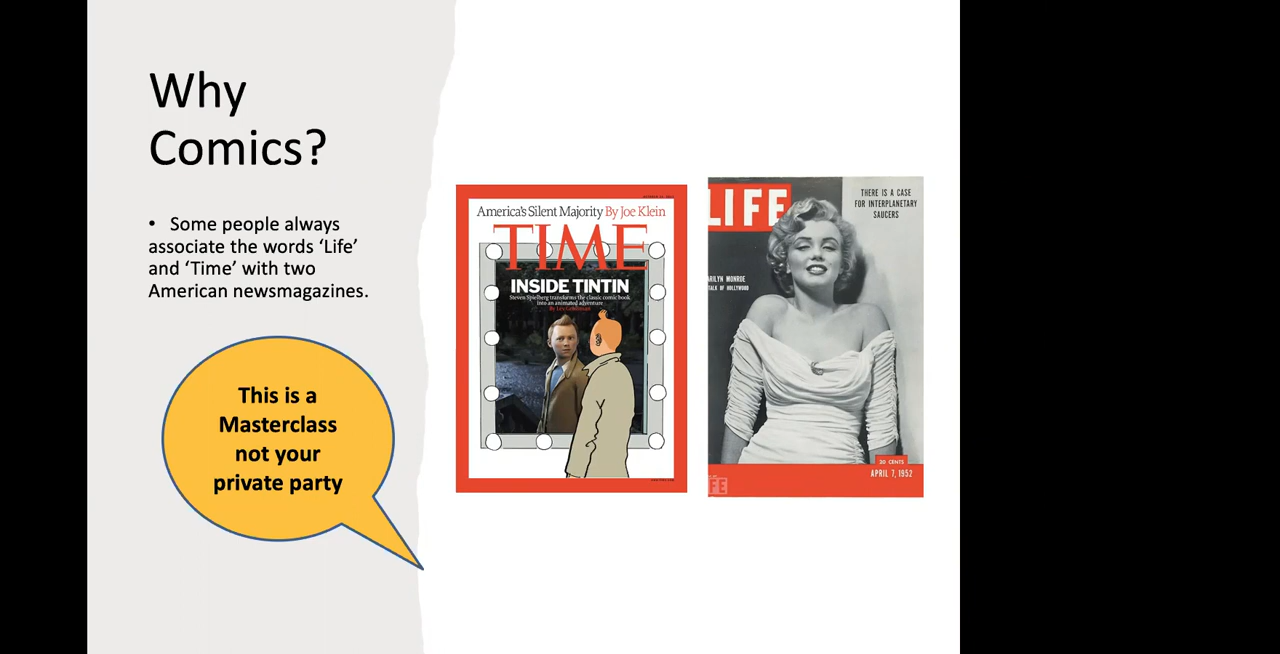 Why
Comics?
• Some people always
associate the words ‘Life’
and ‘Time’ with two
American newsmagazines.
This is a
Masterclass
not your
private party
America's Silent Majority By Joe Klein
TIME
INSIDE TINTIN
Steven Spielberg transforms the classic comic book
into an animated adventure
LIFE
THERE IS A CASE
FOR INTERPLANETARY
SAUCERS
ARILYN MONROE
TALK OF HOLLYWOOD
20 CENTS
APRIL 7, 1952
FE